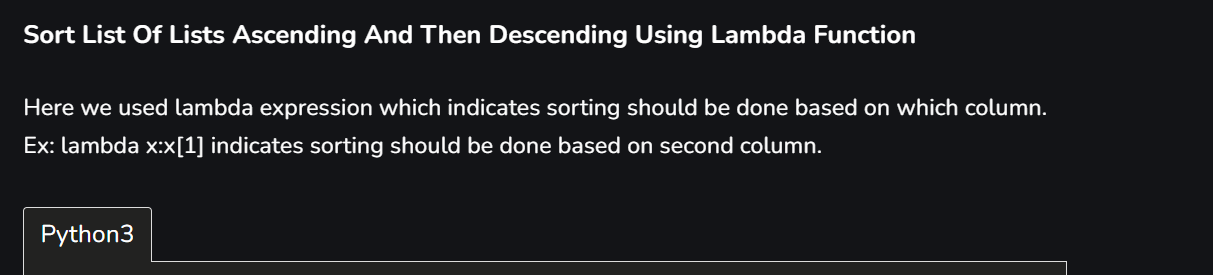 Sort List Of Lists Ascending And Then Descending Using Lambda Function
Here we used lambda expression which indicates sorting should be done based on which column.
Ex: lambda x:x[1] indicates sorting should be done based on second column.
Python3